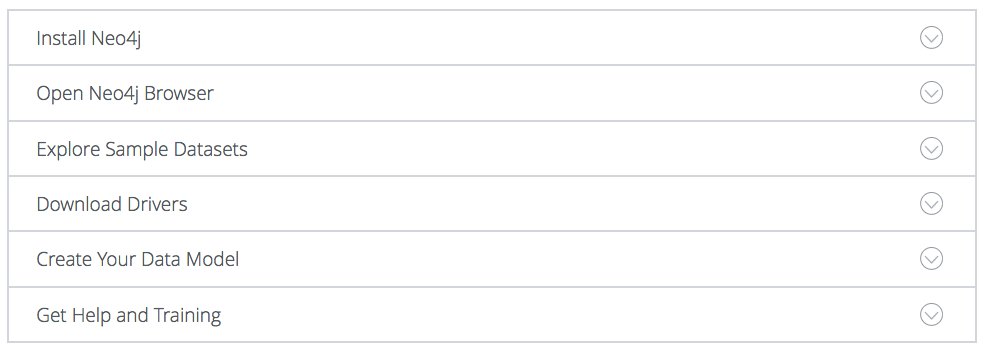 Install Neo4j
Open Neo4j Browser
Explore Sample Datasets
Download Drivers
Create Your Data Model
Get Help and Training